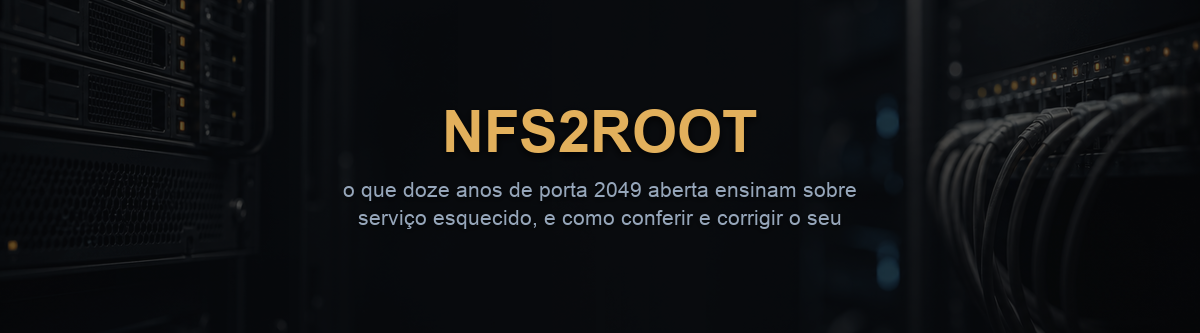 NFS2ROOT
o que doze anos de porta 2049 aberta ensinam sobre
serviço esquecido, e como conferir e corrigir o seu